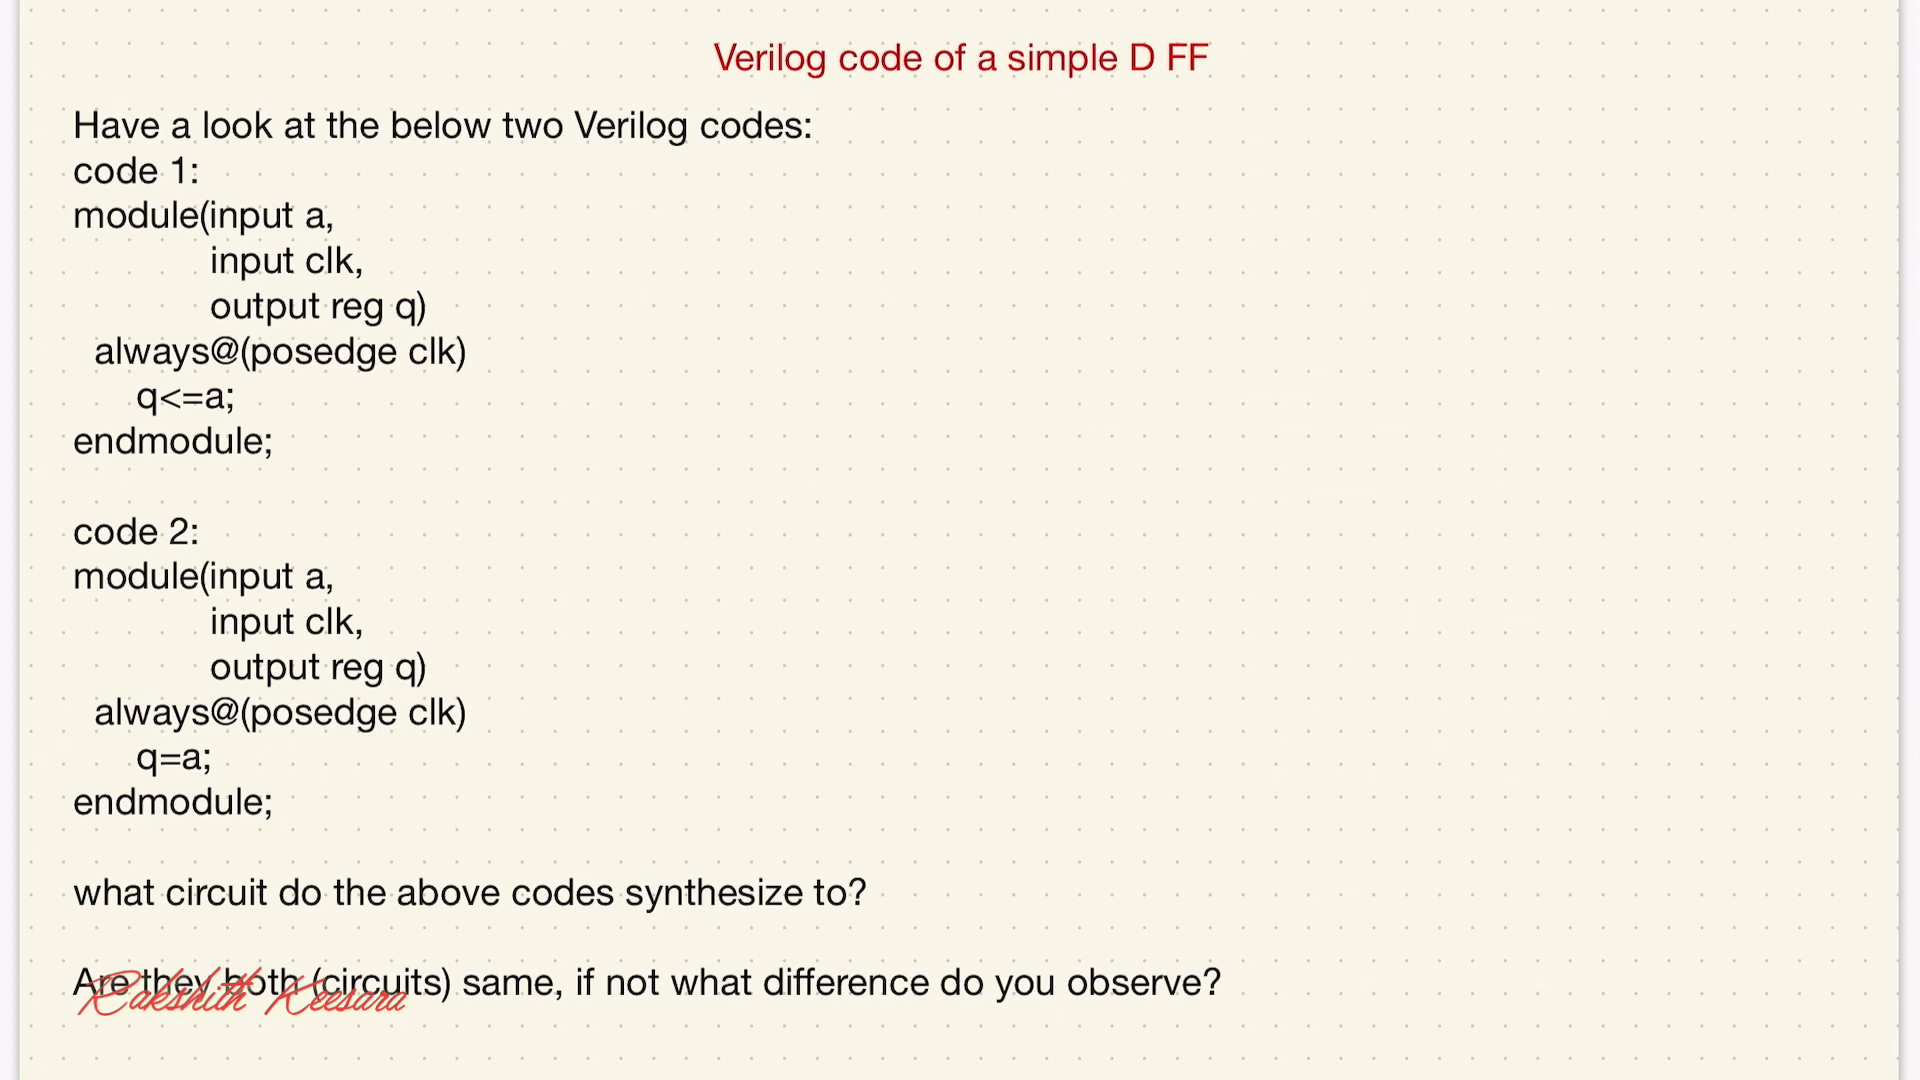 Verilog code of a simple D FF
Have a look at the below two Verilog codes:
code 1:
module(input a,
input clk,
output reg q)
always@(posedge clk)
q<=a;
endmodule;
code 2:
module(input a,
input clk,
output reg q)
always@(posedge clk)
q=a;
endmodule;
what circuit do the above codes synthesize to?
Are they both (circuits) same, if not what difference do you observe?
Rakshith Keesara